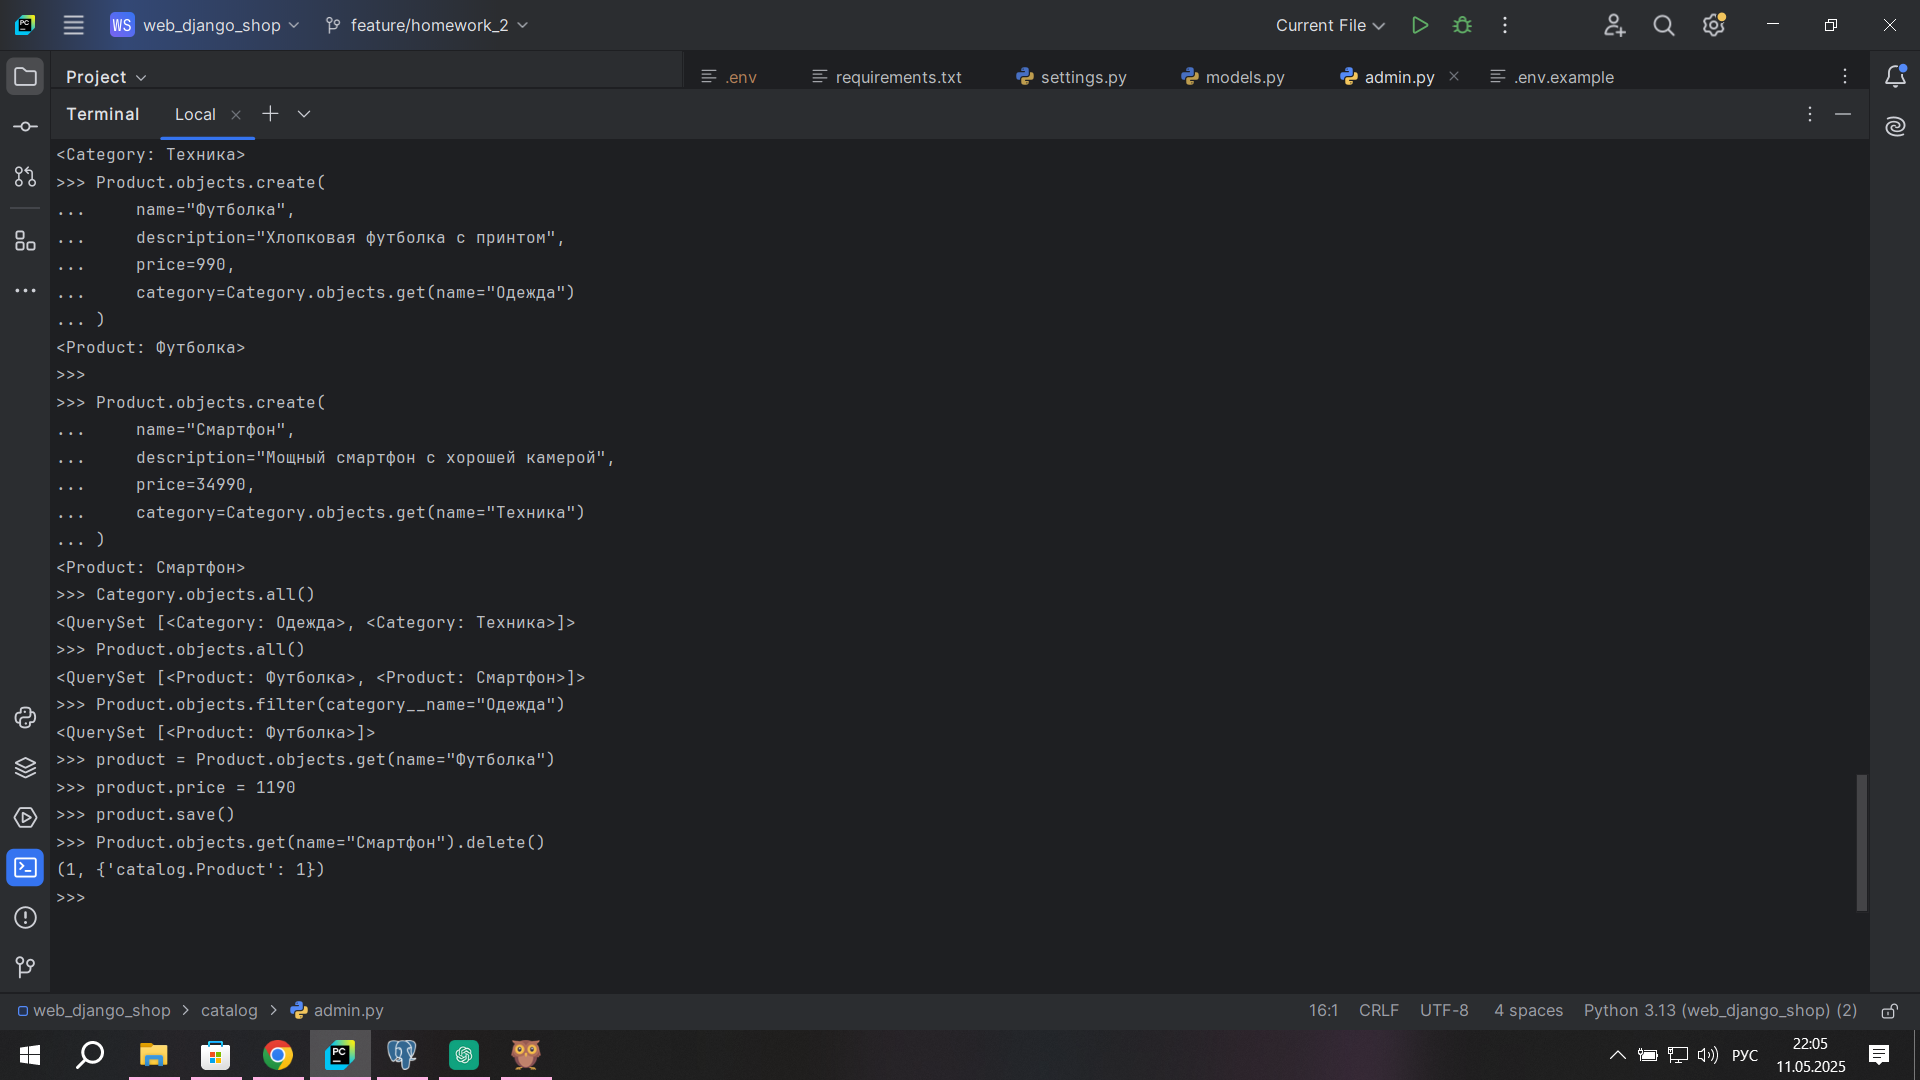 WS web_django_shop feature/homework_2 Current File
Project .env requirements.txt settings.py models.py admin.py .env.example
Terminal Local
<Category: Техника>
>>> Product.objects.create(
...     name="Футболка",
...     description="Хлопковая футболка с принтом",
...     price=990,
...     category=Category.objects.get(name="Одежда")
... )
<Product: Футболка>
>>>
>>> Product.objects.create(
...     name="Смартфон",
...     description="Мощный смартфон с хорошей камерой",
...     price=34990,
...     category=Category.objects.get(name="Техника")
... )
<Product: Смартфон>
>>> Category.objects.all()
<QuerySet [<Category: Одежда>, <Category: Техника>]>
>>> Product.objects.all()
<QuerySet [<Product: Футболка>, <Product: Смартфон>]>
>>> Product.objects.filter(category__name="Одежда")
<QuerySet [<Product: Футболка>]>
>>> product = Product.objects.get(name="Футболка")
>>> product.price = 1190
>>> product.save()
>>> Product.objects.get(name="Смартфон").delete()
(1, {'catalog.Product': 1})
>>>
web_django_shop > catalog > admin.py 16:1 CRLF UTF-8 4 spaces Python 3.13 (web_django_shop) (2)
PC РУС 22:05
11.05.2025